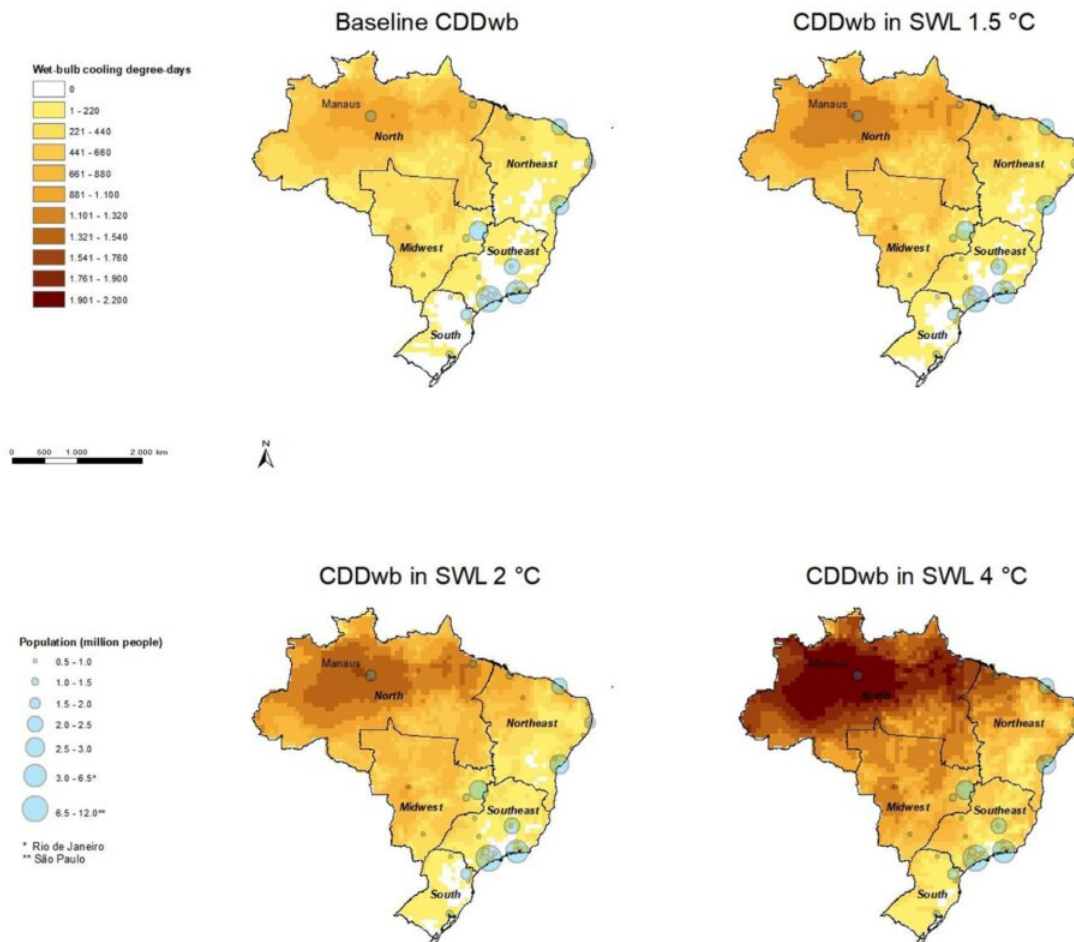 Baseline CDDwb
CDDwb in SWL 1.5 °C
Wet-bulb cooling degree-days
0
1 - 220
221 - 440
441 - 660
661 - 880
881 - 1.100
1.101 - 1.320
1.321 - 1.540
1.541 - 1.760
1.761 - 1.900
1.901 - 2.200
Manaus
North
Northeast
Midwest
Southeast
South
Manaus
North
Northeast
Midwest
Southeast
South
0 500 1.000 2.000 km
N
CDDwb in SWL 2 °C
CDDwb in SWL 4 °C
Population (million people)
0.5 - 1.0
1.0 - 1.5
1.5 - 2.0
2.0 - 2.5
2.5 - 3.0
3.0 - 6.5*
6.5 - 12.0**
* Rio de Janeiro
** São Paulo
Manaus
North
Northeast
Midwest
Southeast
South
Manaus
North
Northeast
Midwest
Southeast
South